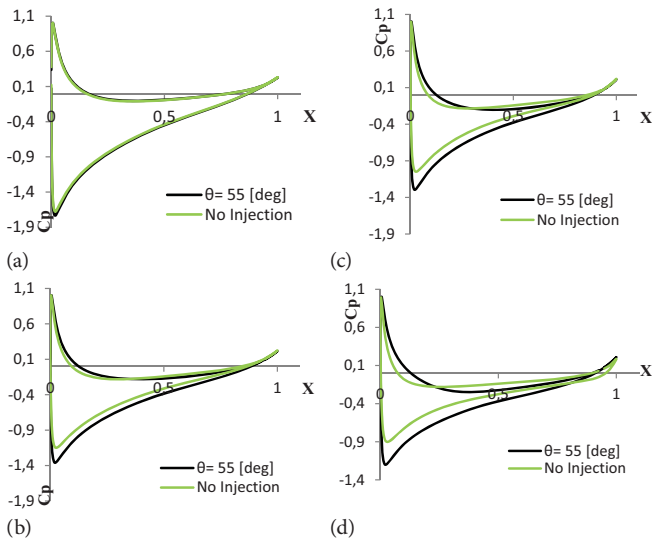 1,1
0,6
0,1
-0,4
-0,9
-1,4
-1,9
Cp
0,5
1
X
θ= 55 [deg]
No Injection
(a)
Cp
1,1
0,6
0,1
-0,4
-0,9
-1,4
-1,9
0
0,5
1
X
θ= 55 [deg]
No Injection
(c)
1,1
0,6
0,1
-0,4
-0,9
-1,4
-1,9
Cp
0
0,5
1
X
θ= 55 [deg]
No Injection
(b)
Cp
1,1
0,6
0,1
-0,4
-0,9
-1,4
0
0,5
1
X
θ= 55 [deg]
No Injection
(d)